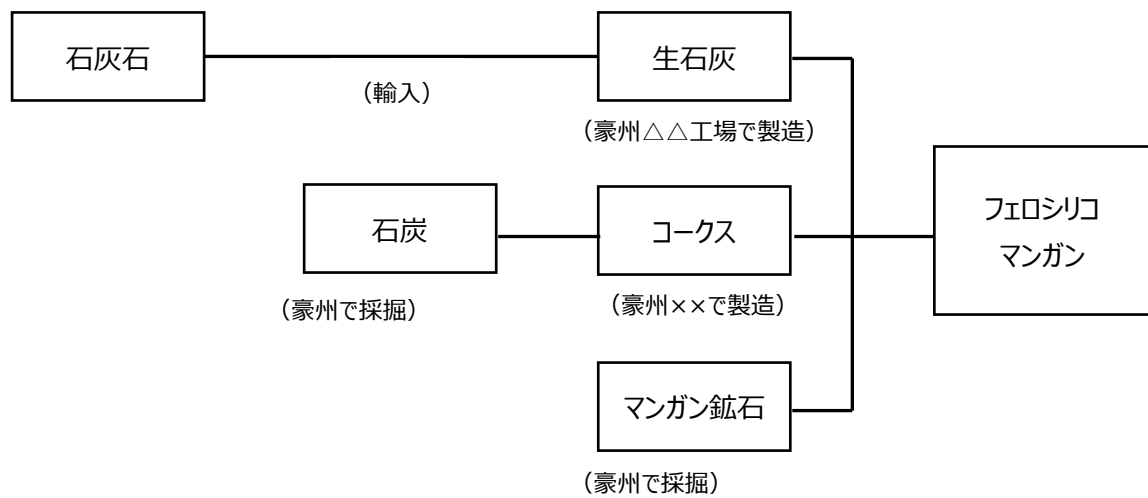 石灰石
生石灰
(輸入)
(豪州△△工場で製造)
フェロシリコ
マンガン
石炭
コークス
(豪州で採掘)
(豪州××で製造)
マンガン鉱石
(豪州で採掘)